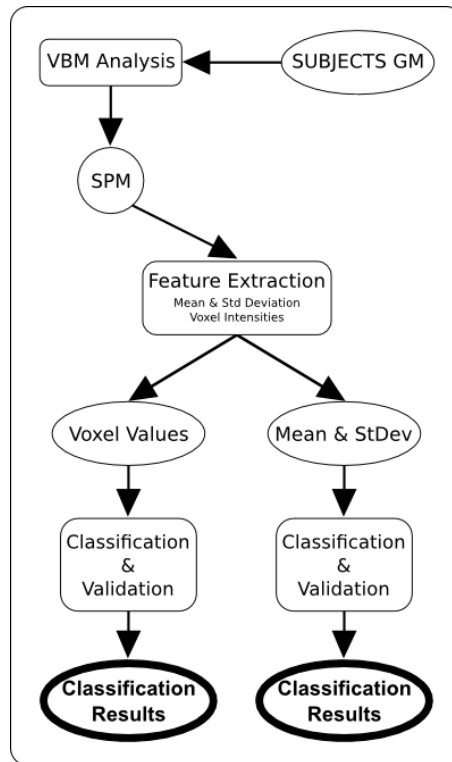 VBM Analysis
SUBJECTS GM
SPM
Feature Extraction
Mean & Std Deviation
Voxel Intensities
Voxel Values
Mean & StDev
Classification
&
Validation
Classification
&
Validation
Classification
Results
Classification
Results